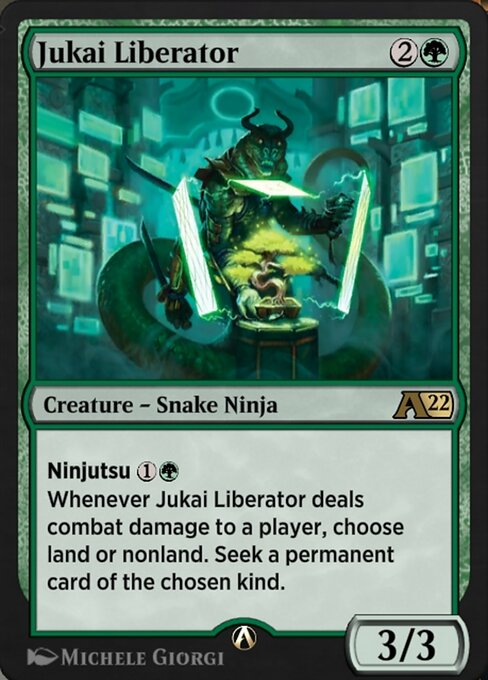 Jukai Liberator 2
Creature – Snake Ninja A22
Ninjutsu 1
Whenever Jukai Liberator deals
combat damage to a player, choose
land or nonland. Seek a permanent
card of the chosen kind.
Michele Giorgi 3/3